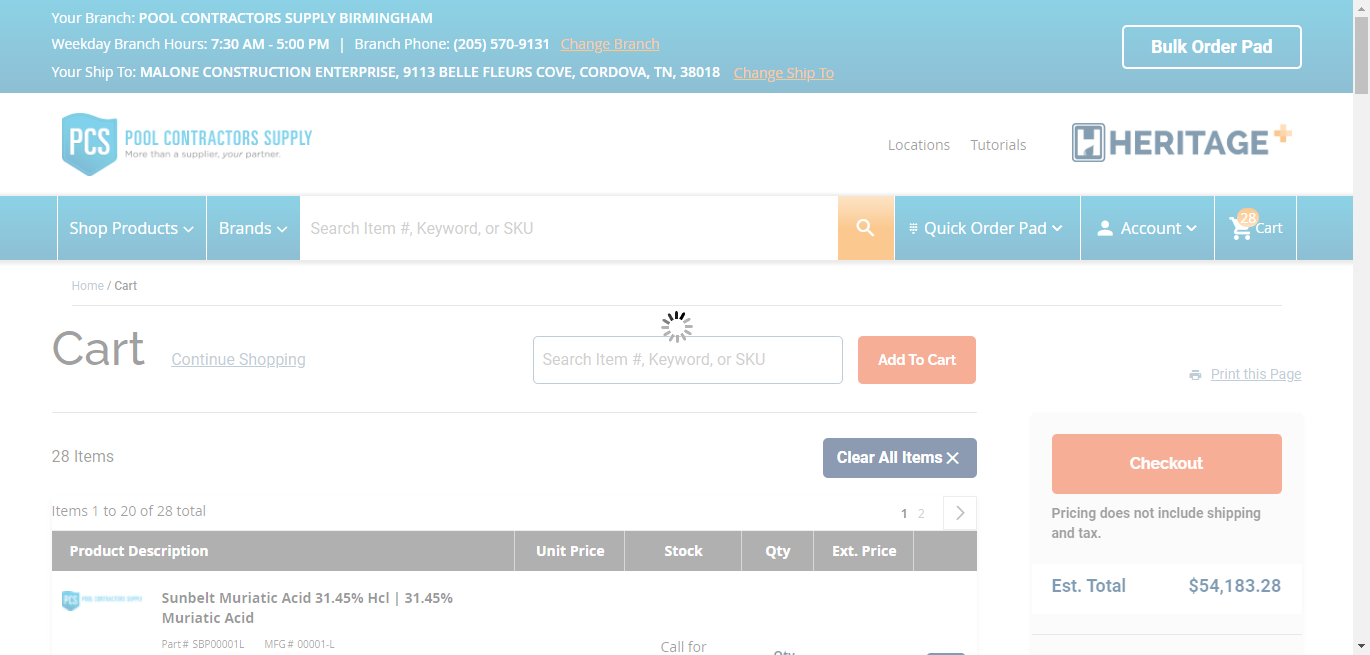 Your Branch: POOL CONTRACTORS SUPPLY BIRMINGHAM
Weekday Branch Hours: 7:30 AM - 5:00 PM | Branch Phone: (205) 570-9131 Change Branch
Your Ship To: MALONE CONSTRUCTION ENTERPRISE, 9113 BELLE FLEURS COVE, CORDOVA, TN, 38018 Change Ship To
Bulk Order Pad
PCS POOL CONTRACTORS SUPPLY
More than a supplier, your partner.
Locations Tutorials
HERITAGE+
Shop Products Brands Search Item #, Keyword, or SKU Quick Order Pad Account 28 Cart
Home / Cart
Cart Continue Shopping Search Item #, Keyword, or SKU Add To Cart
Print this Page
28 Items Clear All Items
Checkout
Pricing does not include shipping
and tax.
Est. Total $54,183.28
Items 1 to 20 of 28 total 1 2
Product Description Unit Price Stock Qty Ext. Price
PCS POOL CONTRACTORS SUPPLY
Sunbelt Muriatic Acid 31.45% Hcl | 31.45%
Muriatic Acid
Part# SBP00001L MFG# 00001-L
Call for
Qty